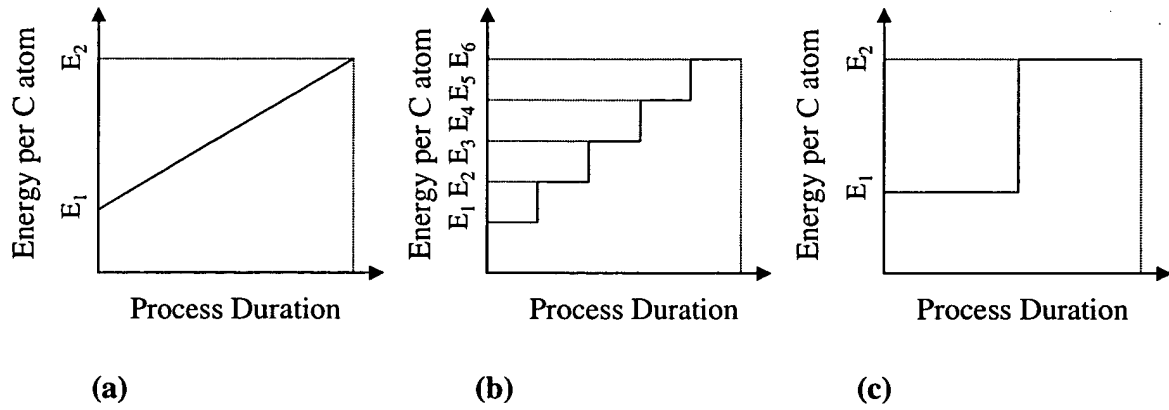 Energy per C atom
E₁ E₂
Process Duration
(a)
Energy per C atom
E₁ E₂ E₃ E₄ E₅ E₆
Process Duration
(b)
Energy per C atom
E₁ E₂
Process Duration
(c)